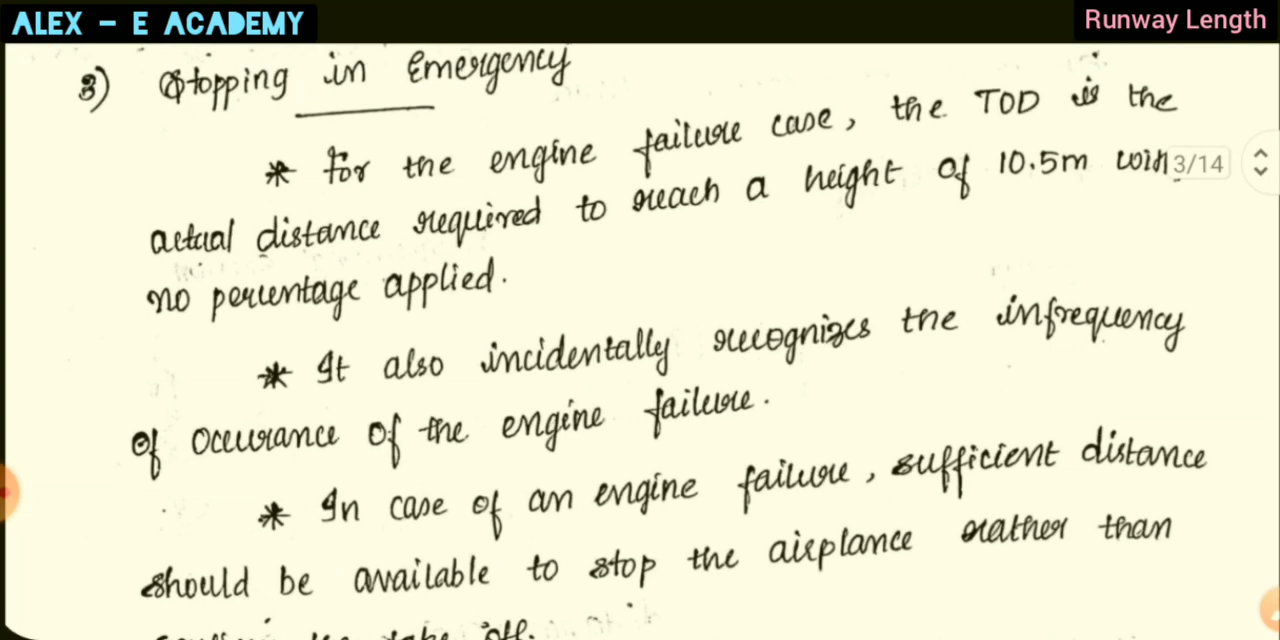 ALEX - E ACADEMY
Runway Length
3) Stopping in Emergency
* for the engine failure case, the TOD is the
3/14
actual distance required to reach a height of 10.5m with
no percentage applied.
* It also incidentally recognizes the infrequency
of occurance of the engine failure.
* In case of an engine failure, sufficient distance
should be available to stop the airplance rather than
take off.